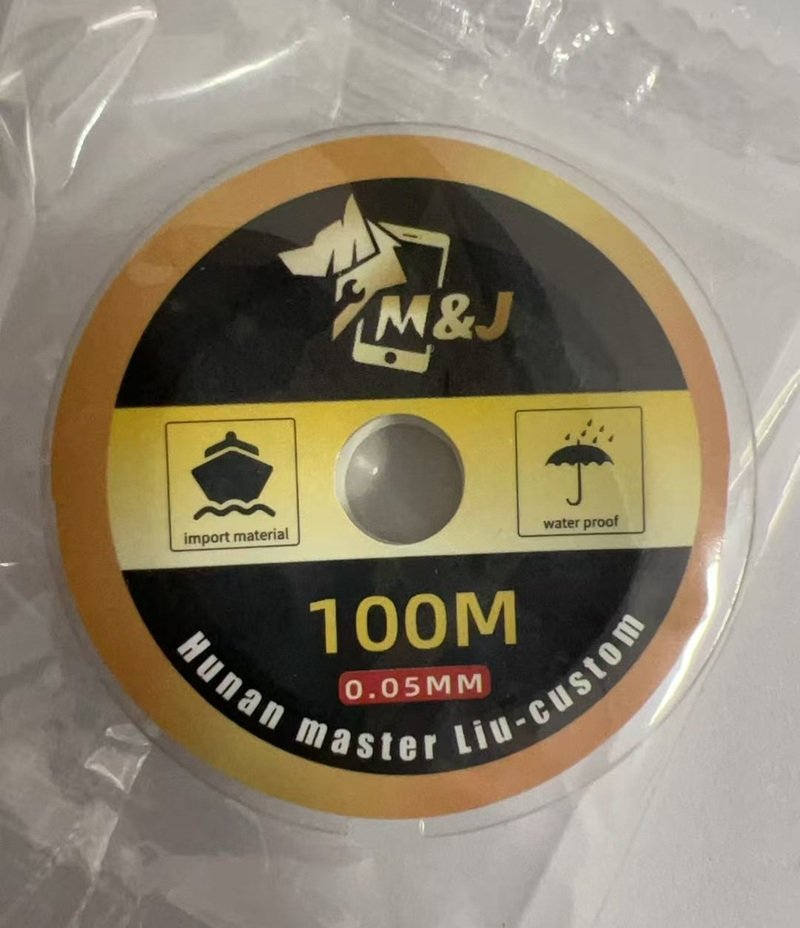 M
M&J
import material
water proof
100M
0.05MM
Hunan master Liu-custom